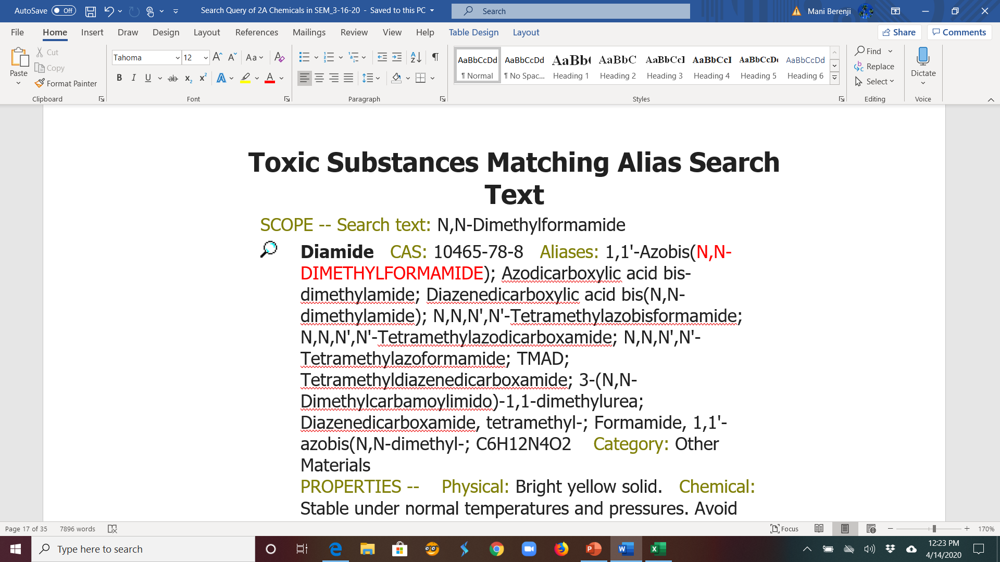 AutoSave Off Search Query of 2A Chemicals in SEM_3-16-20 - Saved to this PC Search Mani Berenji
File Home Insert Draw Design Layout References Mailings Review View Help Table Design Layout Share Comments
Paste Cut Copy Format Painter Clipboard
Tahoma 12 Aa Font
B I U ab x2 x2 A A
Paragraph
AaBbCcDd AaBbCcDd AaBb( AaBbC AaBbCcI AaBbCcI AaBbCcD AaBbCcDd
¶ Normal ¶ No Spac... Heading 1 Heading 2 Heading 3 Heading 4 Heading 5 Heading 6
Styles
Find Replace Select Editing
Dictate Voice
Toxic Substances Matching Alias Search
Text
SCOPE -- Search text: N,N-Dimethylformamide
Diamide CAS: 10465-78-8 Aliases: 1,1'-Azobis(N,N-
DIMETHYLFORMAMIDE); Azodicarboxylic acid bis-
dimethylamide; Diazenedicarboxylic acid bis(N,N-
dimethylamide); N,N,N',N'-Tetramethylazobisformamide;
N,N,N',N'-Tetramethylazodicarboxamide; N,N,N',N'-
Tetramethylazoformamide; TMAD;
Tetramethyldiazenedicarboxamide; 3-(N,N-
Dimethylcarbamoylimido)-1,1-dimethylurea;
Diazenedicarboxamide, tetramethyl-; Formamide, 1,1'-
azobis(N,N-dimethyl-; C6H12N4O2 Category: Other
Materials
PROPERTIES -- Physical: Bright yellow solid. Chemical:
Stable under normal temperatures and pressures. Avoid
Page 17 of 35 7896 words Focus 170%
Type here to search
12:23 PM
4/14/2020